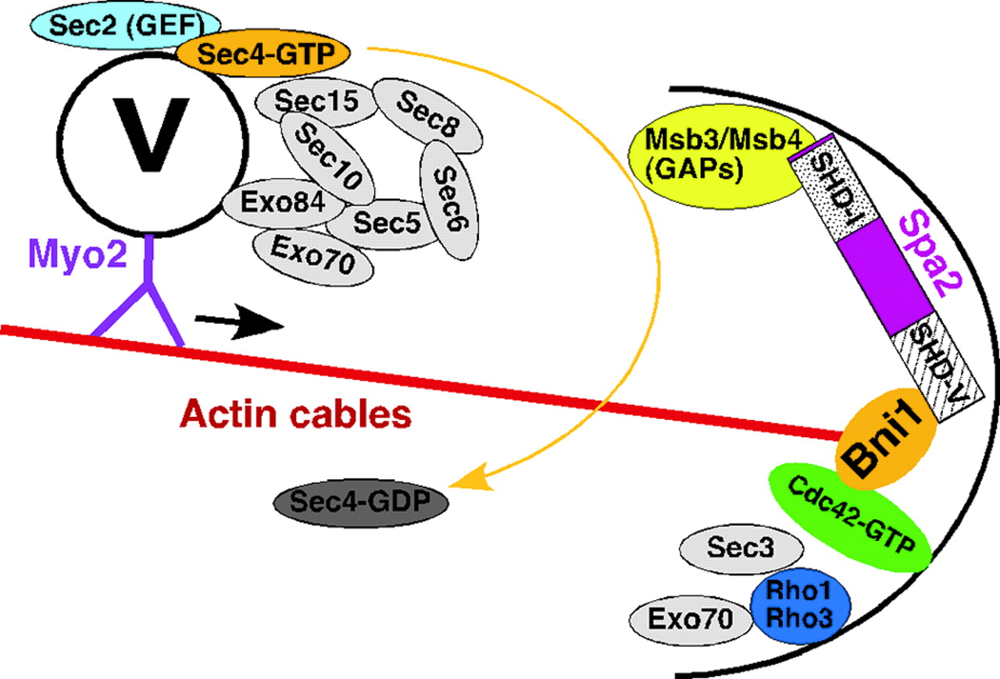 Sec2 (GEF)
Sec4-GTP
V
Sec15
Sec8
Sec10
Sec6
Exo84
Sec5
Exo70
Myo2
Actin cables
Sec4-GDP
Msb3/Msb4
(GAPs)
SHD-I
Spa2
SHD-V
Bni1
Cdc42-GTP
Sec3
Rho1
Rho3
Exo70